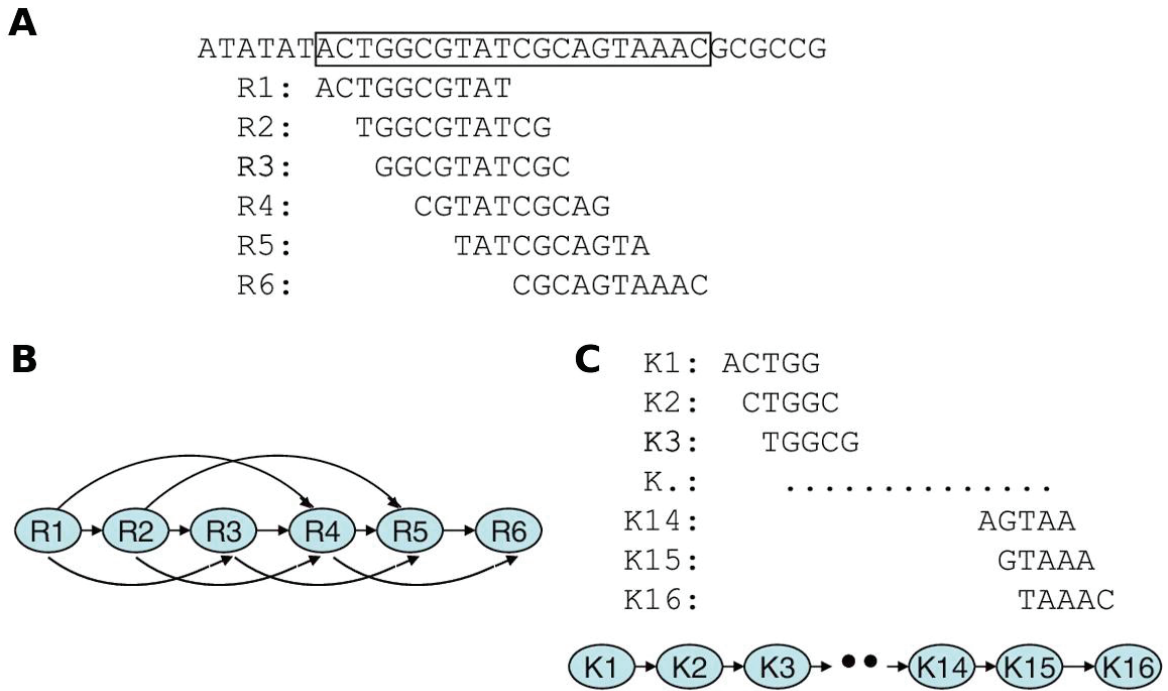 A
ATATATACTGGCGTATCGCAGTAAACGCGCCG
R1: ACTGGCGTAT
R2: TGGCGTATCG
R3: GGCGTATCGC
R4: CGTATCGCAG
R5: TATCGCAGTA
R6: CGCAGTAAAC
B
R1 R2 R3 R4 R5 R6
C
K1: ACTGG
K2: CTGGC
K3: TGGCG
K.: ..............
K14: AGTAA
K15: GTAAA
K16: TAAAC
K1 K2 K3 •• K14 K15 K16